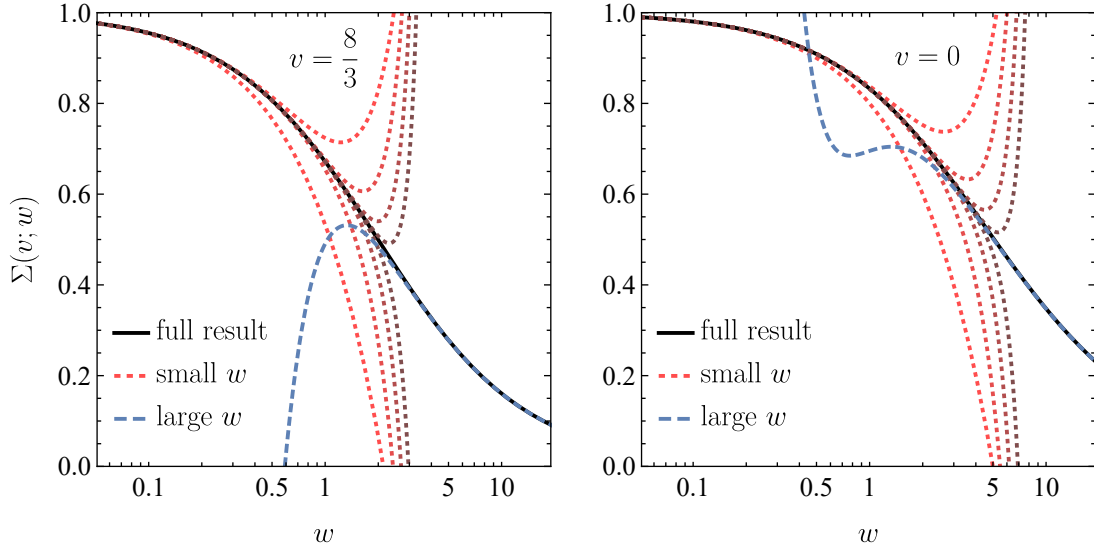 v = 8/3
v = 0
Σ(v; w)
1.0
0.8
0.6
0.4
0.2
0.0
full result
small w
large w
0.1 0.5 1 5 10
w
1.0
0.8
0.6
0.4
0.2
0.0
full result
small w
large w
0.1 0.5 1 5 10
w